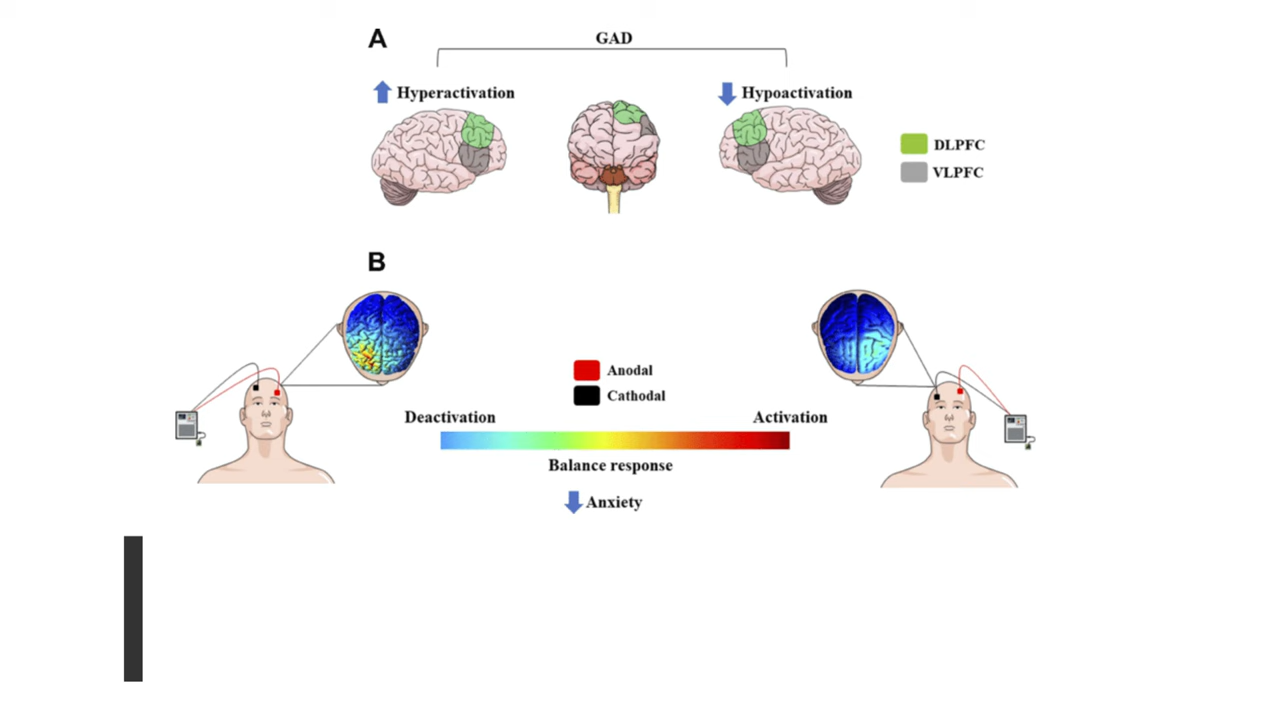 A
GAD
Hyperactivation
Hypoactivation
DLPFC
VLPFC
B
Anodal
Cathodal
Deactivation
Activation
Balance response
Anxiety